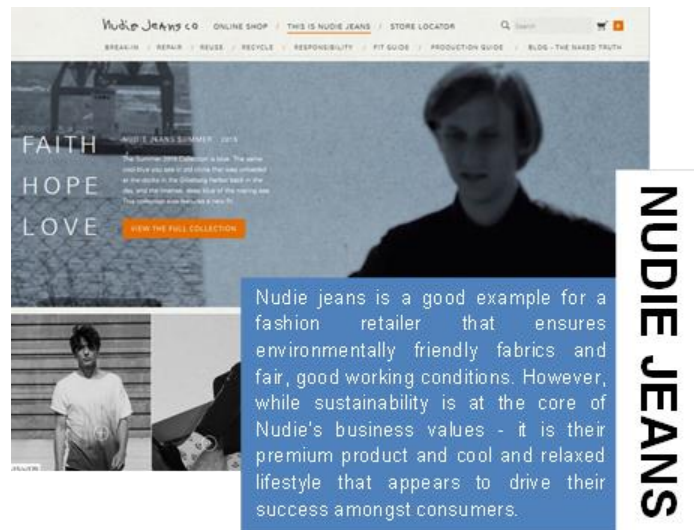 Nudie Jeans co ONLINE SHOP / THIS IS NUDIE JEANS / STORE LOCATOR Search
BREAK-IN / REPAIR / REUSE / RECYCLE / RESPONSIBILITY / FIT GUIDE / PRODUCTION GUIDE / BLOG - THE NAKED TRUTH
FAITH
HOPE
LOVE
NUDIE JEANS SUMMER 2015
VIEW THE FULL COLLECTION
Nudie jeans is a good example for a
fashion retailer that ensures
environmentally friendly fabrics and
fair, good working conditions. However,
while sustainability is at the core of
Nudie's business values - it is their
premium product and cool and relaxed
lifestyle that appears to drive their
success amongst consumers.
NUDIE JEANS